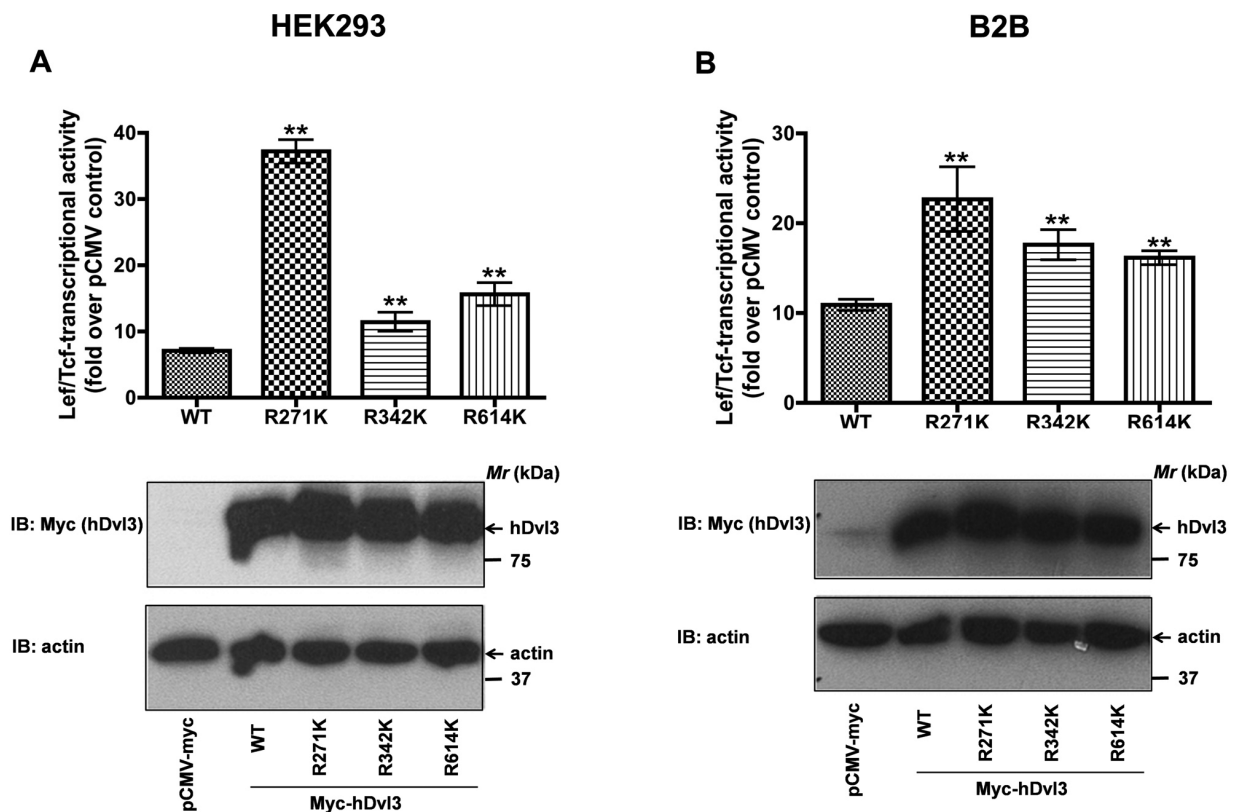 HEK293
A
Lef/Tcf-transcriptional activity
(fold over pCMV control)
40
30
20
10
0
**
**
**
WT
R271K
R342K
R614K
Mr (kDa)
IB: Myc (hDvl3)
hDvl3
75
IB: actin
actin
37
pCMV-myc
WT
R271K
R342K
R614K
Myc-hDvl3
B2B
B
Lef/Tcf-transcriptional activity
(fold over pCMV control)
30
20
10
0
**
**
**
WT
R271K
R342K
R614K
Mr (kDa)
IB: Myc (hDvl3)
hDvl3
75
IB: actin
actin
37
pCMV-myc
WT
R271K
R342K
R614K
Myc-hDvl3